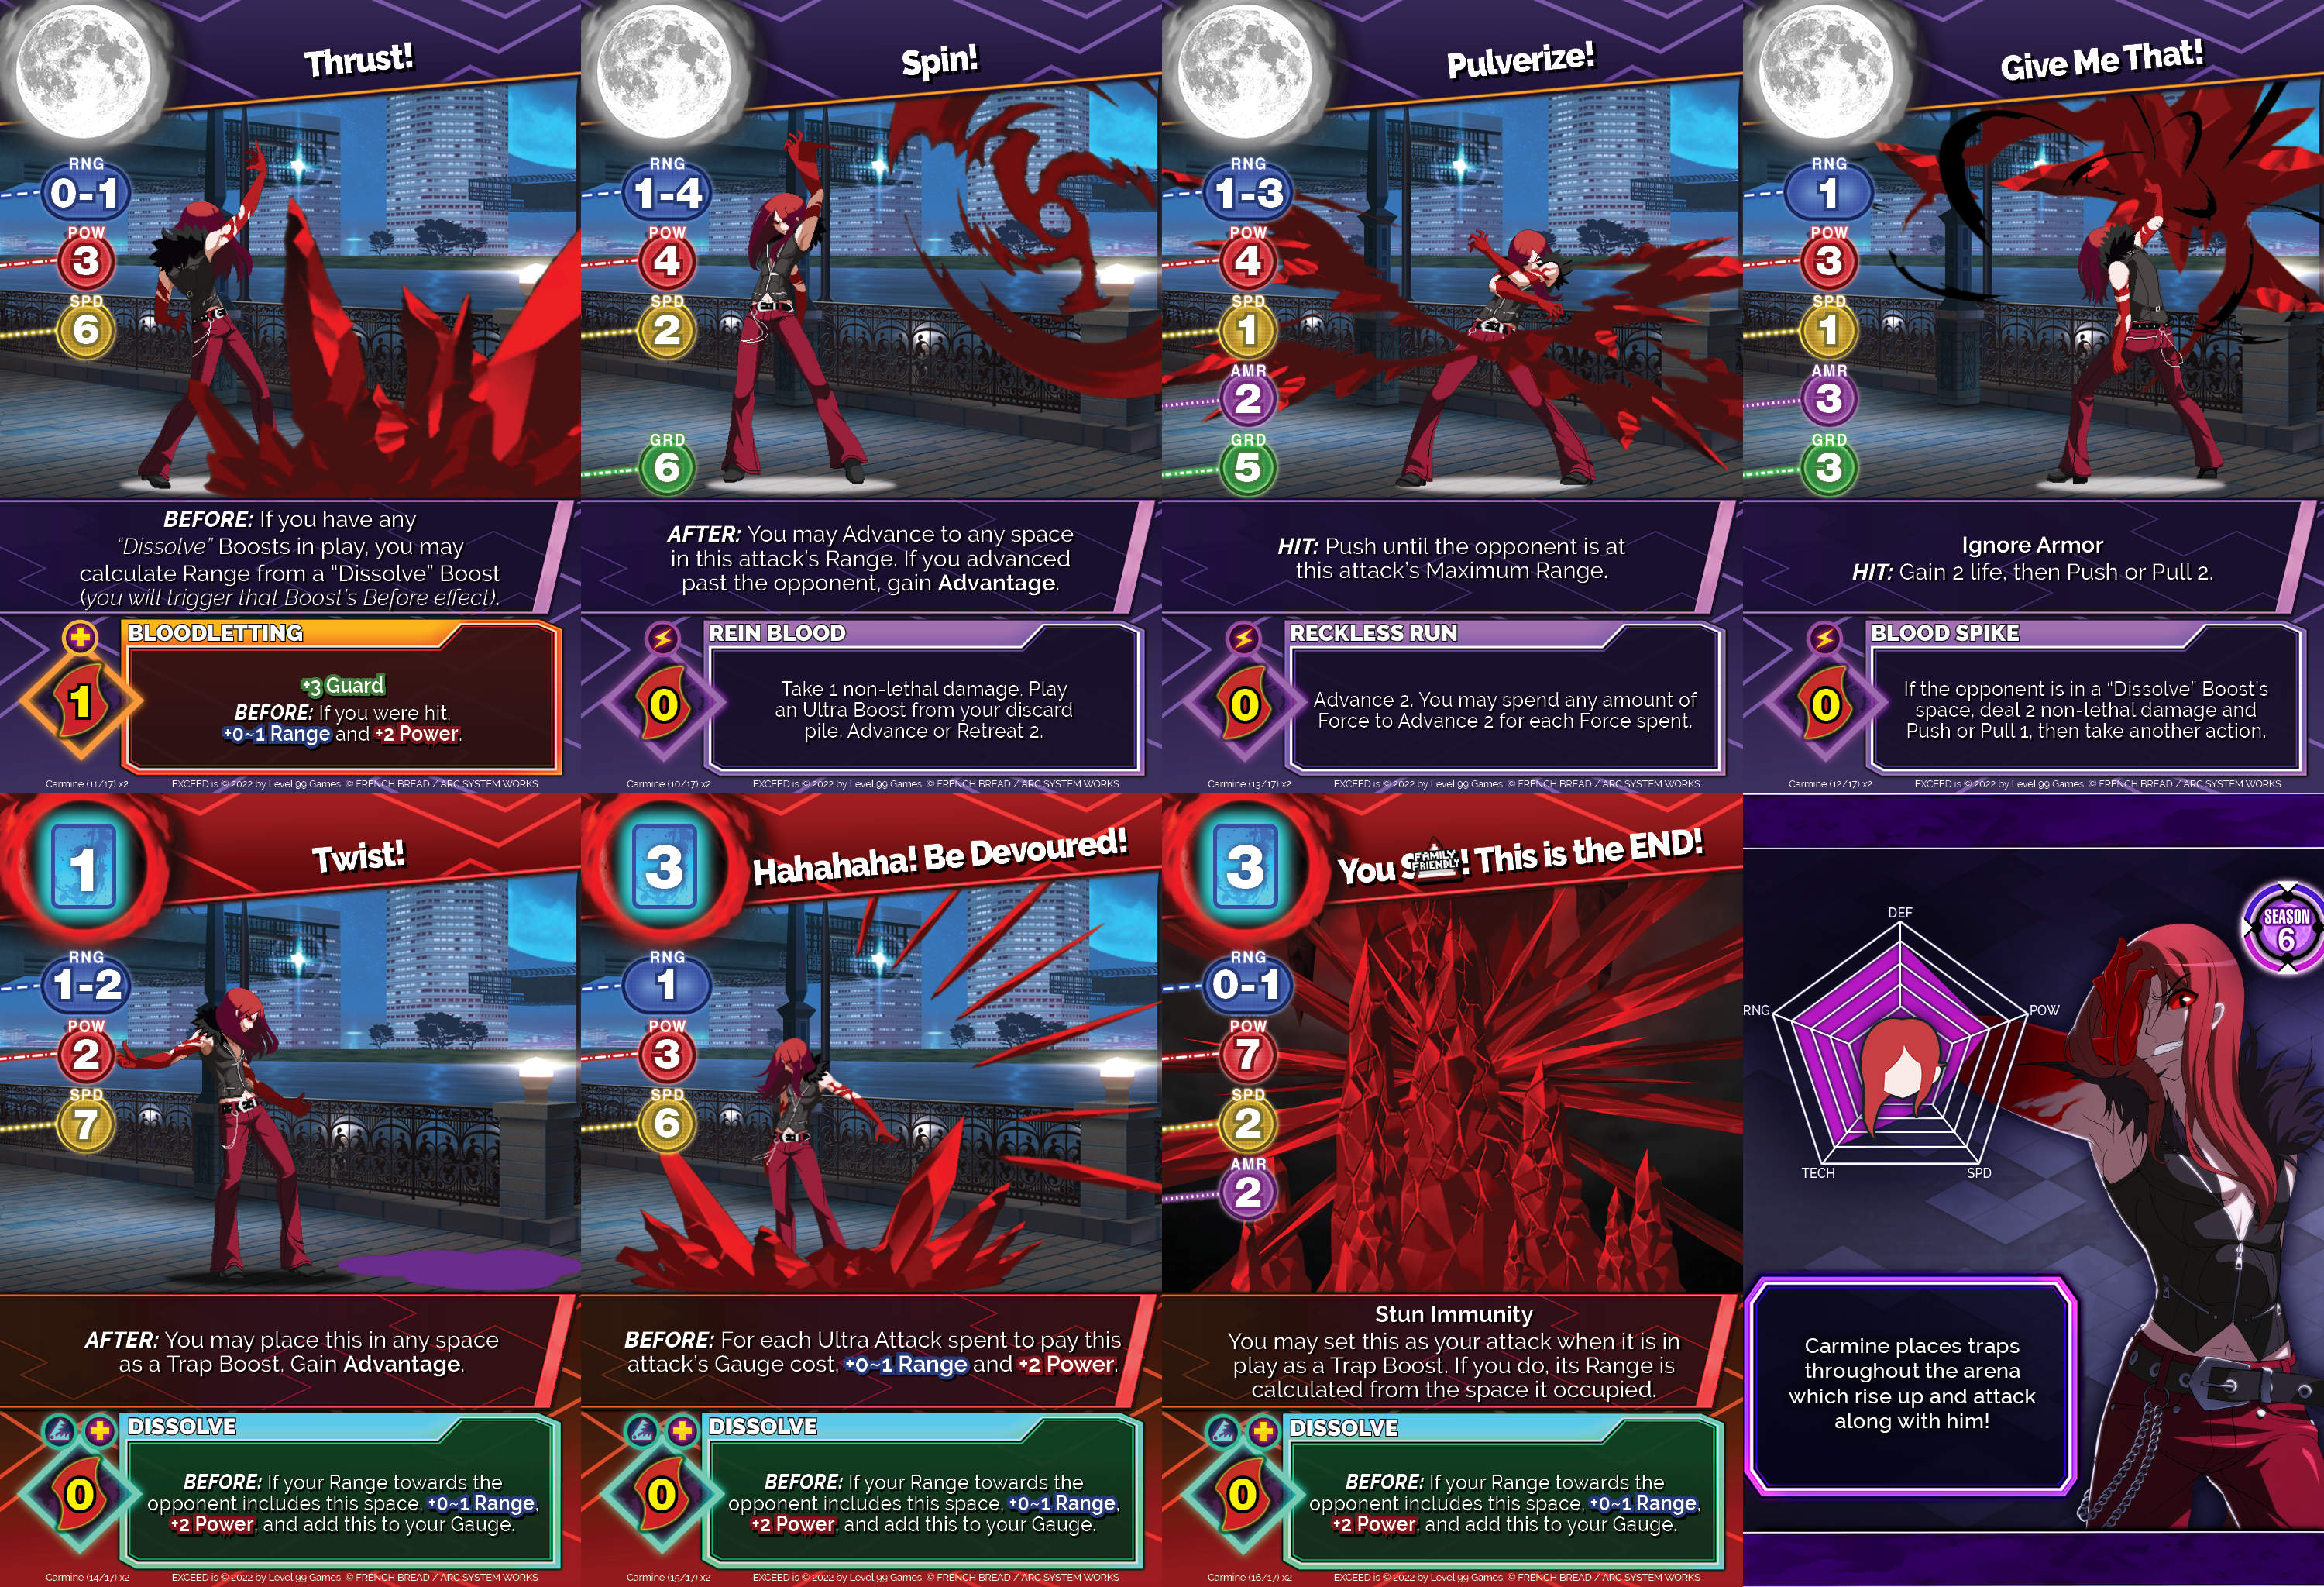 Thrust!
RNG
0-1
POW
3
SPD
6
BEFORE: If you have any
“Dissolve” Boosts in play, you may
calculate Range from a “Dissolve” Boost
(you will trigger that Boost’s Before effect).
BLOODLETTING
1
+3 Guard
BEFORE: If you were hit,
+0~1 Range and +2 Power.
Carmine (11/17) x2
EXCEED is © 2022 by Level 99 Games. © FRENCH BREAD / ARC SYSTEM WORKS
Spin!
RNG
1-4
POW
4
SPD
2
GRD
6
AFTER: You may Advance to any space
in this attack’s Range. If you advanced
past the opponent, gain Advantage.
REIN BLOOD
0
Take 1 non-lethal damage. Play
an Ultra Boost from your discard
pile. Advance or Retreat 2.
Carmine (10/17) x2
EXCEED is © 2022 by Level 99 Games. © FRENCH BREAD / ARC SYSTEM WORKS
Pulverize!
RNG
1-3
POW
4
SPD
1
AMR
2
GRD
5
HIT: Push until the opponent is at
this attack’s Maximum Range.
RECKLESS RUN
0
Advance 2. You may spend any amount of
Force to Advance 2 for each Force spent.
Carmine (13/17) x2
EXCEED is © 2022 by Level 99 Games. © FRENCH BREAD / ARC SYSTEM WORKS
Give Me That!
RNG
1
POW
3
SPD
1
AMR
3
GRD
3
Ignore Armor
HIT: Gain 2 life, then Push or Pull 2.
BLOOD SPIKE
0
If the opponent is in a “Dissolve” Boost’s
space, deal 2 non-lethal damage and
Push or Pull 1, then take another action.
Carmine (12/17) x2
EXCEED is © 2022 by Level 99 Games. © FRENCH BREAD / ARC SYSTEM WORKS
1
Twist!
RNG
1-2
POW
2
SPD
7
AFTER: You may place this in any space
as a Trap Boost. Gain Advantage.
DISSOLVE
0
BEFORE: If your Range towards the
opponent includes this space, +0~1 Range,
+2 Power, and add this to your Gauge.
Carmine (14/17) x2
EXCEED is © 2022 by Level 99 Games. © FRENCH BREAD / ARC SYSTEM WORKS
3
Hahahaha! Be Devoured!
RNG
1
POW
3
SPD
6
BEFORE: For each Ultra Attack spent to pay this
attack’s Gauge cost, +0~1 Range and +2 Power.
DISSOLVE
0
BEFORE: If your Range towards the
opponent includes this space, +0~1 Range,
+2 Power, and add this to your Gauge.
Carmine (15/17) x2
EXCEED is © 2022 by Level 99 Games. © FRENCH BREAD / ARC SYSTEM WORKS
3
You S FAMILY FRIENDLY ! This is the END!
RNG
0-1
POW
7
SPD
2
AMR
2
Stun Immunity
You may set this as your attack when it is in
play as a Trap Boost. If you do, its Range is
calculated from the space it occupied.
DISSOLVE
0
BEFORE: If your Range towards the
opponent includes this space, +0~1 Range,
+2 Power, and add this to your Gauge.
Carmine (16/17) x2
EXCEED is © 2022 by Level 99 Games. © FRENCH BREAD / ARC SYSTEM WORKS
SEASON
6
DEF
RNG
POW
TECH
SPD
Carmine places traps
throughout the arena
which rise up and attack
along with him!